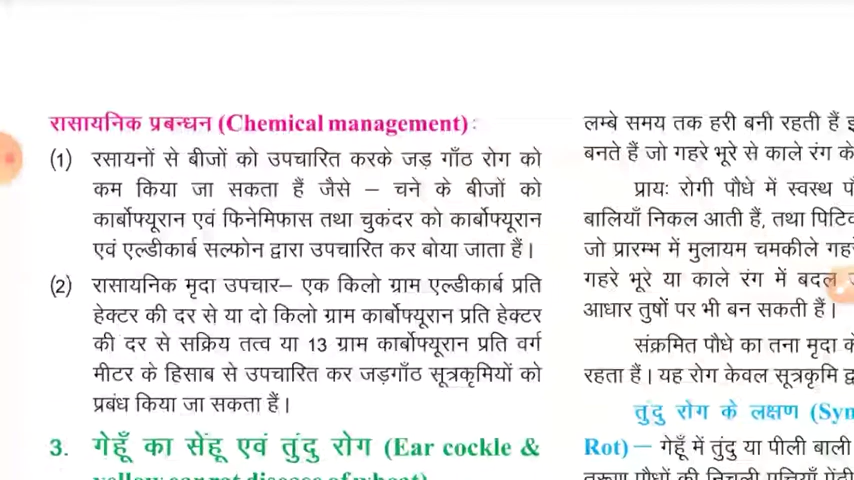 रासायनिक प्रबन्धन (Chemical management) :
(1) रसायनों से बीजों को उपचारित करके जड़ गाँठ रोग को
कम किया जा सकता हैं जैसे – चने के बीजों को
कार्बोफ्यूरान एवं फिनेमिफास तथा चुकंदर को कार्बोफ्यूरान
एवं एल्डीकार्ब सल्फोन द्वारा उपचारित कर बोया जाता हैं।
(2) रासायनिक मृदा उपचार– एक किलो ग्राम एल्डीकार्ब प्रति
हेक्टर की दर से या दो किलो ग्राम कार्बोफ्यूरान प्रति हेक्टर
की दर से सक्रिय तत्व या 13 ग्राम कार्बोफ्यूरान प्रति वर्ग
मीटर के हिसाब से उपचारित कर जड़गाँठ सूत्रकृमियों को
प्रबंध किया जा सकता हैं।
3. गेहूँ का सेंहू एवं तुंदु रोग (Ear cockle &
लम्बे समय तक हरी बनी रहती हैं
बनते हैं जो गहरे भूरे से काले रंग के
प्रायः रोगी पौधे में स्वस्थ
बालियाँ निकल आती हैं, तथा
जो प्रारम्भ में मुलायम चमकीले
गहरे भूरे या काले रंग में बदल
आधार तुषों पर भी बन सकती हैं।
संक्रमित पौधे का तना मृदा
रहता हैं। यह रोग केवल सूत्रकृमि
तुंदु रोग के लक्षण
Rot)– गेहूँ में तुंदु या पीली बाली